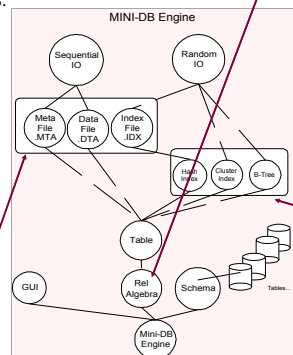 s.
MINI-DB Engine
Sequential
IO
Random
IO
Meta
File
.MTA
Data
File
.DTA
Index
File
.IDX
Hash
Index
Cluster
Index
B-Tree
Table
GUI
Rel
Algebra
Schema
Tables...
Mini-DB
Engine